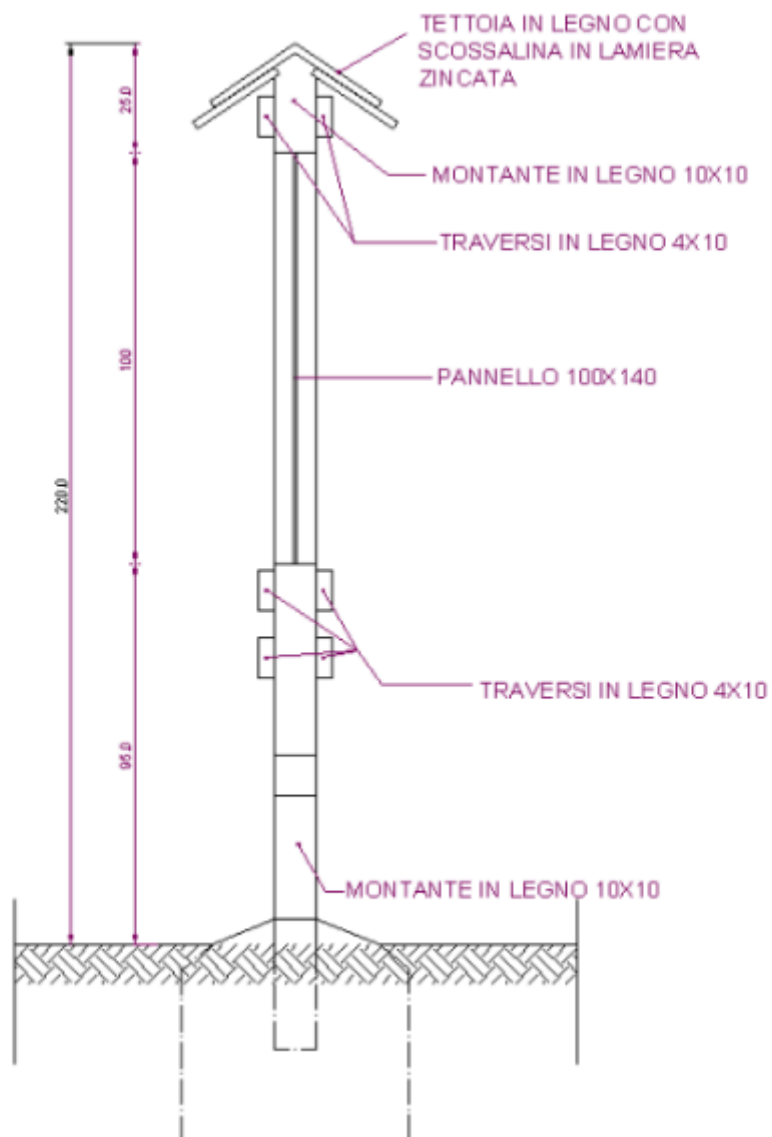 TETTOIA IN LEGNO CON
SCOSSALINA IN LAMIERA
ZINCATA
25.0
MONTANTE IN LEGNO 10X10
TRAVERSI IN LEGNO 4X10
100
PANNELLO 100X140
220.0
TRAVERSI IN LEGNO 4X10
95.0
MONTANTE IN LEGNO 10X10